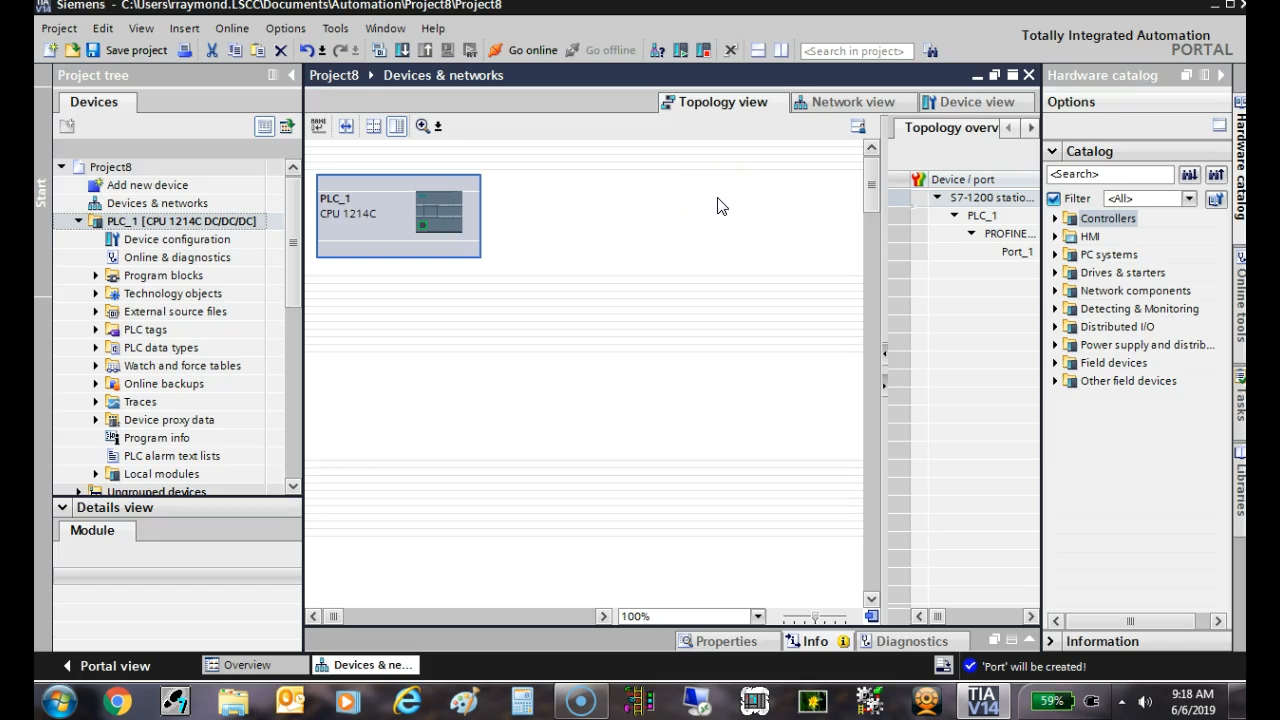 Siemens - C:\Users\rraymond.LSCC\Documents\Automation\Project8\Project8
Project Edit View Insert Online Options Tools Window Help
Totally Integrated Automation
PORTAL
Save project
Go online
Go offline
<Search in project>
Project tree
Project8 Devices & networks
Hardware catalog
Devices
Topology view
Network view
Device view
Options
Topology overv
Catalog
<Search>
Filter
<All>
Project8
Add new device
Devices & networks
PLC_1 [CPU 1214C DC/DC/DC]
Device configuration
Online & diagnostics
Program blocks
Technology objects
External source files
PLC tags
PLC data types
Watch and force tables
Online backups
Traces
Device proxy data
Program info
PLC alarm text lists
Local modules
Ungrouped devices
Details view
Module
PLC_1
CPU 1214C
Device / port
S7-1200 statio...
PLC_1
PROFINE...
Port_1
Controllers
HMI
PC systems
Drives & starters
Network components
Detecting & Monitoring
Distributed I/O
Power supply and distrib...
Field devices
Other field devices
Start
Hardware catalog
Online tools
Tasks
Libraries
100%
Properties
Info
Diagnostics
Information
Portal view
Overview
Devices & ne...
'Port' will be created!
TIA
V14
59%
9:18 AM
6/6/2019